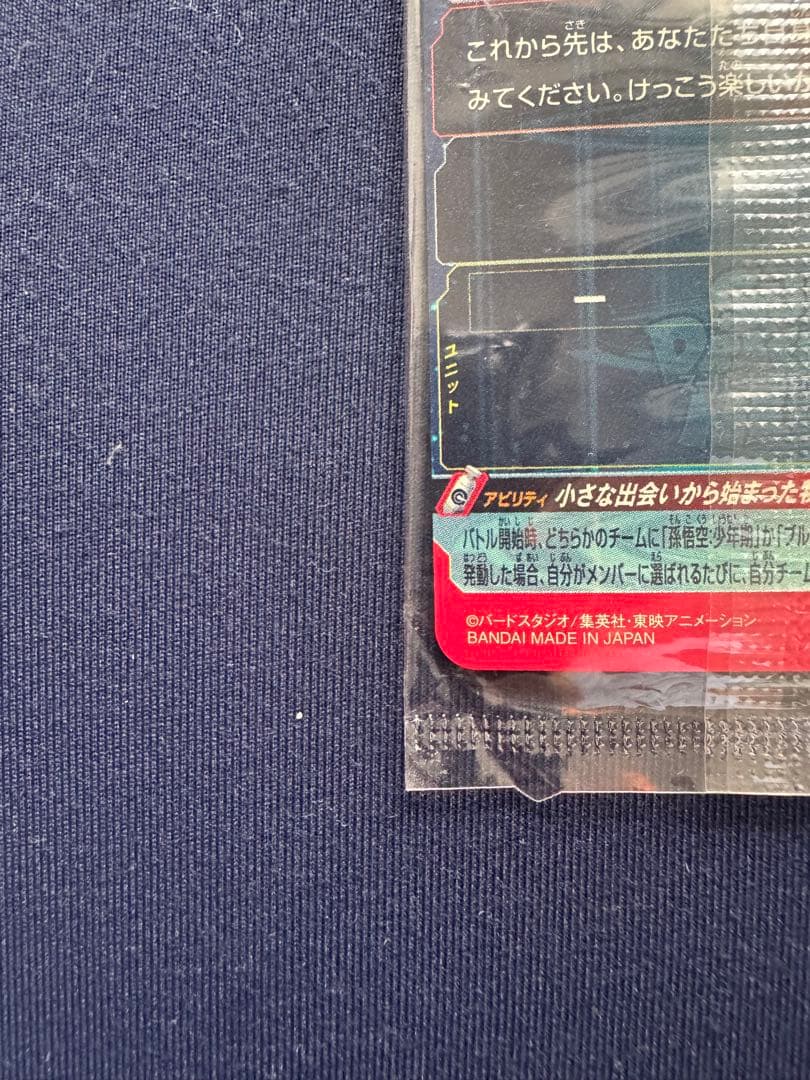 これから先は、あなたた
みてください。けっこう楽しいか
ー
ユニット
アビリティ 小さな出会いから始まった
バトル開始時、どちらかのチームに「孫悟空:少年期」が「ブル
発動した場合、自分がメンバーに選ばれるたびに、自分チーム
©バードスタジオ/集英社・東映アニメーション
BANDAI MADE IN JAPAN